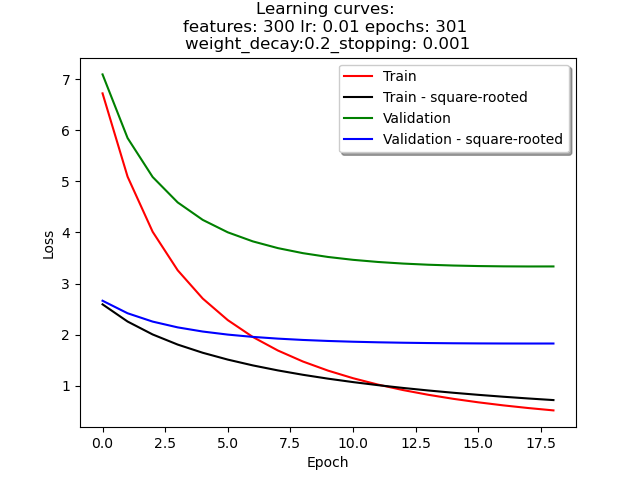 Learning curves:
features: 300 lr: 0.01 epochs: 301
weight_decay:0.2_stopping: 0.001
Train
Train - square-rooted
Validation
Validation - square-rooted
Loss
7
6
5
4
3
2
1
0.0 2.5 5.0 7.5 10.0 12.5 15.0 17.5
Epoch